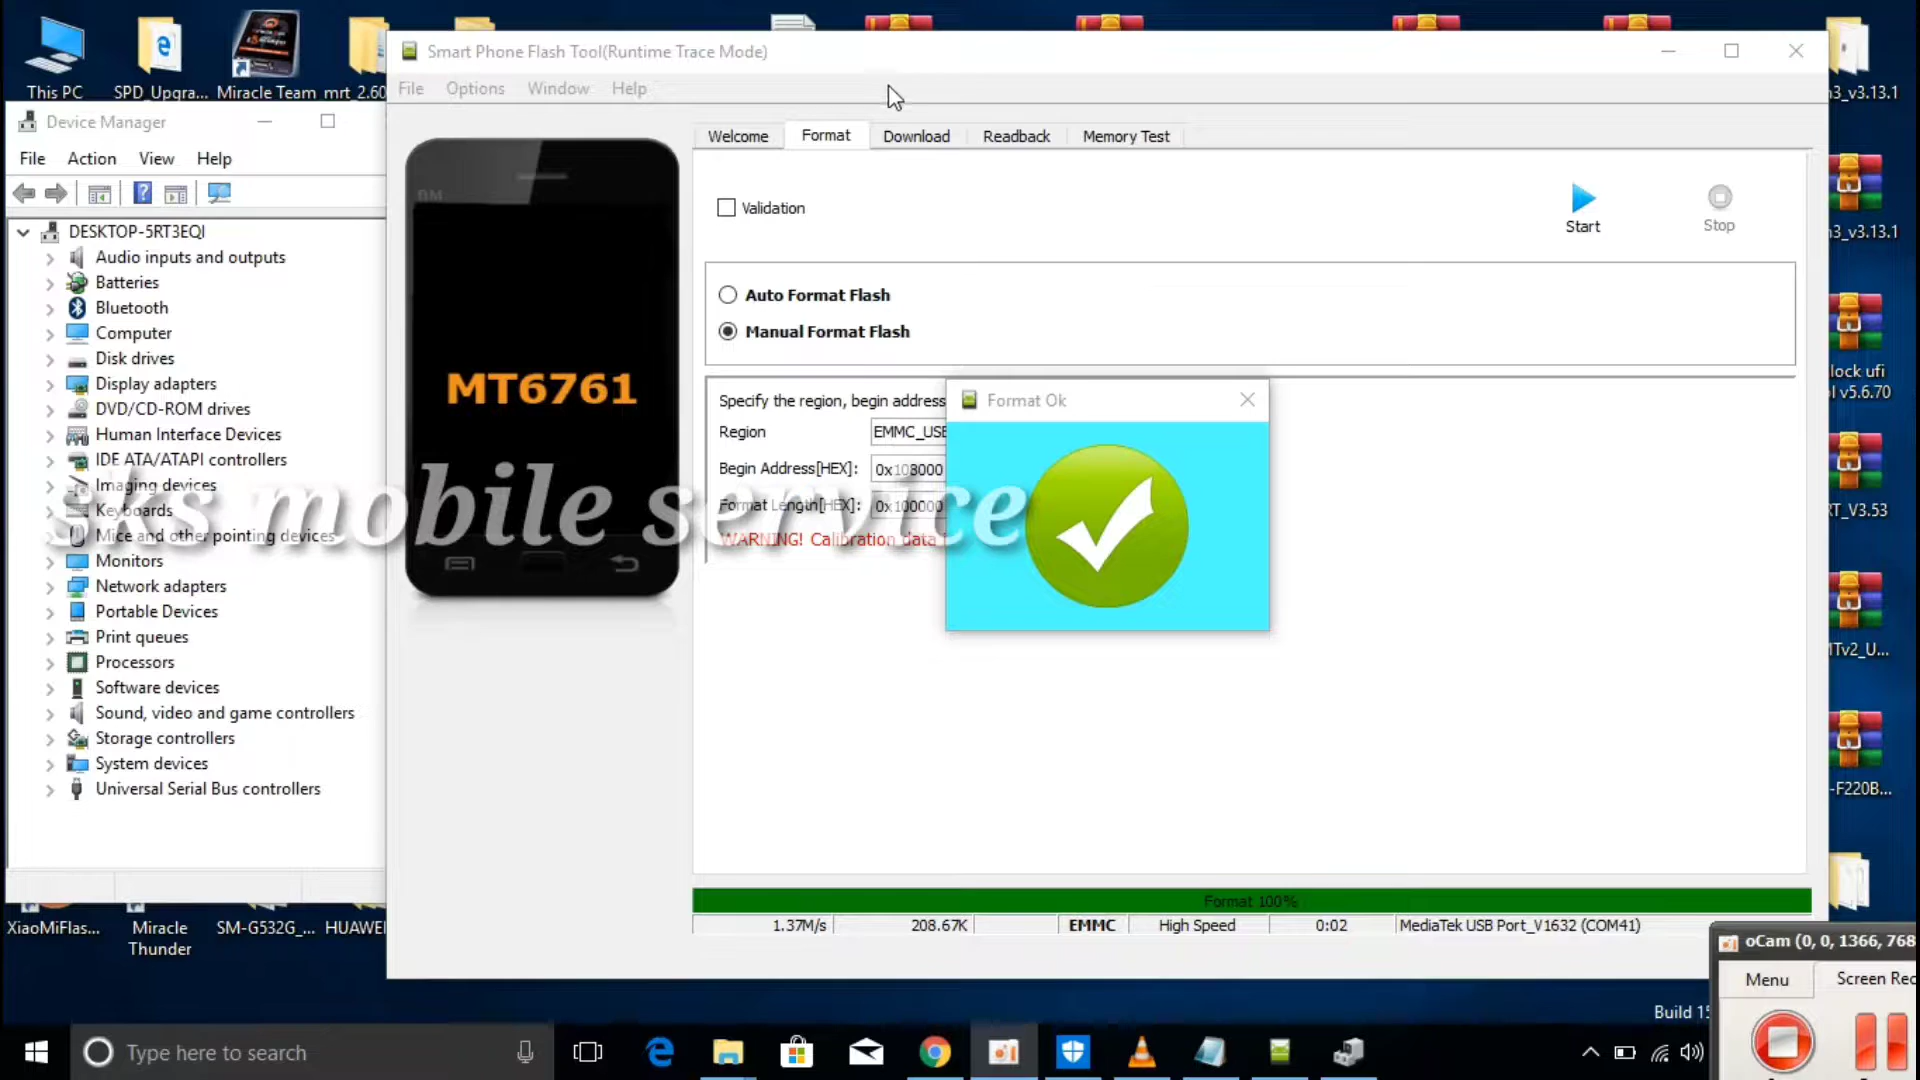 This PC
SPD_Upgra...
Miracle Team
mrt_2.60
Smart Phone Flash Tool(Runtime Trace Mode)
File Options Window Help
Device Manager
File Action View Help
DESKTOP-5RT3EQI
Audio inputs and outputs
Batteries
Bluetooth
Computer
Disk drives
Display adapters
DVD/CD-ROM drives
Human Interface Devices
IDE ATA/ATAPI controllers
Imaging devices
Keyboards
Mice and other pointing devices
Monitors
Network adapters
Portable Devices
Print queues
Processors
Software devices
Sound, video and game controllers
Storage controllers
System devices
Universal Serial Bus controllers
BM
MT6761
Welcome Format Download Readback Memory Test
Validation
Start
Stop
Auto Format Flash
Manual Format Flash
Specify the region, begin address
Region EMMC_USE
Begin Address[HEX]: 0x108000
Format Length[HEX]: 0x100000
WARNING! Calibration data i
Format Ok
sks mobile service
Format 100%
1.37M/s 208.67K EMMC High Speed 0:02 MediaTek USB Port_V1632 (COM41)
13_v3.13.1
13_v3.13.1
lock ufi
l v5.6.70
RT_V3.53
ITv2_U...
-F220B...
XiaoMiFlas...
Miracle
Thunder
SM-G532G_...
HUAWEI
oCam (0, 0, 1366, 768
Menu
Screen Rec
Build 15
Type here to search